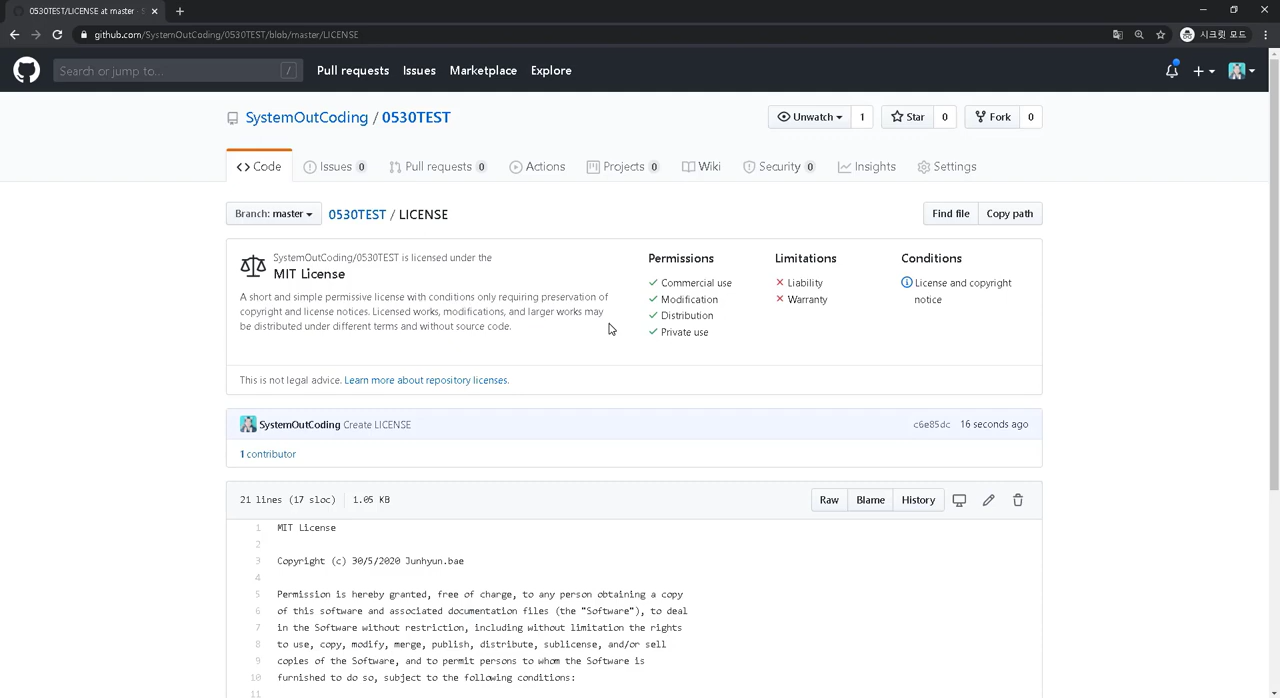 0530TEST/LICENSE at master · S
github.com/SystemOutCoding/0530TEST/blob/master/LICENSE
시크릿 모드
Search or jump to...
/
Pull requests
Issues
Marketplace
Explore
SystemOutCoding / 0530TEST
Unwatch 1
Star 0
Fork 0
Code
Issues 0
Pull requests 0
Actions
Projects 0
Wiki
Security 0
Insights
Settings
Branch: master
0530TEST / LICENSE
Find file
Copy path
SystemOutCoding/0530TEST is licensed under the
MIT License
A short and simple permissive license with conditions only requiring preservation of
copyright and license notices. Licensed works, modifications, and larger works may
be distributed under different terms and without source code.
Permissions
Commercial use
Modification
Distribution
Private use
Limitations
Liability
Warranty
Conditions
License and copyright
notice
This is not legal advice. Learn more about repository licenses.
SystemOutCoding Create LICENSE
c6e85dc 16 seconds ago
1 contributor
21 lines (17 sloc) 1.05 KB
Raw
Blame
History
1 MIT License
2
3 Copyright (c) 30/5/2020 Junhyun.bae
4
5 Permission is hereby granted, free of charge, to any person obtaining a copy
6 of this software and associated documentation files (the "Software"), to deal
7 in the Software without restriction, including without limitation the rights
8 to use, copy, modify, merge, publish, distribute, sublicense, and/or sell
9 copies of the Software, and to permit persons to whom the Software is
10 furnished to do so, subject to the following conditions:
11